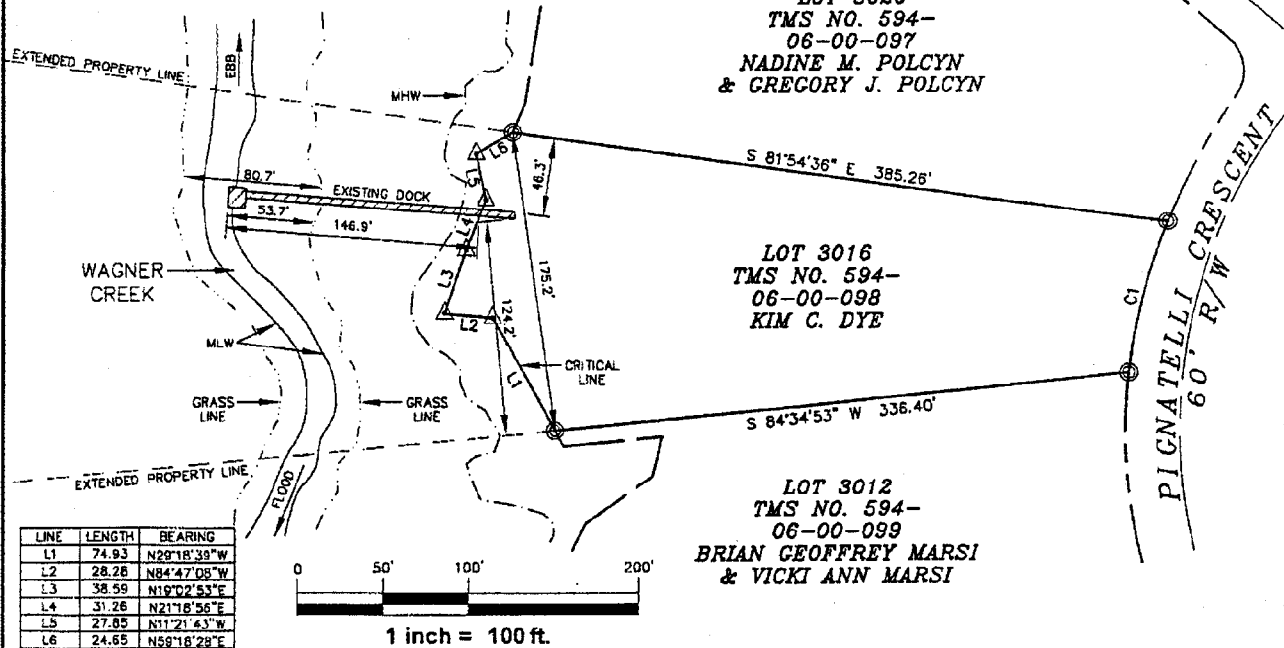 TMS NO. 594-
06-00-097
NADINE M. POLCYN
& GREGORY J. POLCYN
EXTENDED PROPERTY LINE
EBB
MHW
L6
S 81°54'36" E 385.26'
L5
46.3'
80.7'
EXISTING DOCK
53.7'
146.9'
L4
WAGNER
CREEK
L3
L2
175.2'
124.2'
LOT 3016
TMS NO. 594-
06-00-098
KIM C. DYE
C1
PIGNATELLI CRESCENT
60' R/W
MLW
CRITICAL
LINE
L1
GRASS
LINE
GRASS
LINE
S 84°34'53" W 336.40'
EXTENDED PROPERTY LINE
FLOOD
LOT 3012
TMS NO. 594-
06-00-099
BRIAN GEOFFREY MARSI
& VICKI ANN MARSI
LINE LENGTH BEARING
L1 74.93 N29°18'39"W
L2 28.28 N84°47'08"W
L3 38.59 N19°02'53"E
L4 31.26 N21°18'56"E
L5 27.85 N11°21'43"W
L6 24.65 N59°18'28"E
0 50' 100' 200'
1 inch = 100 ft.